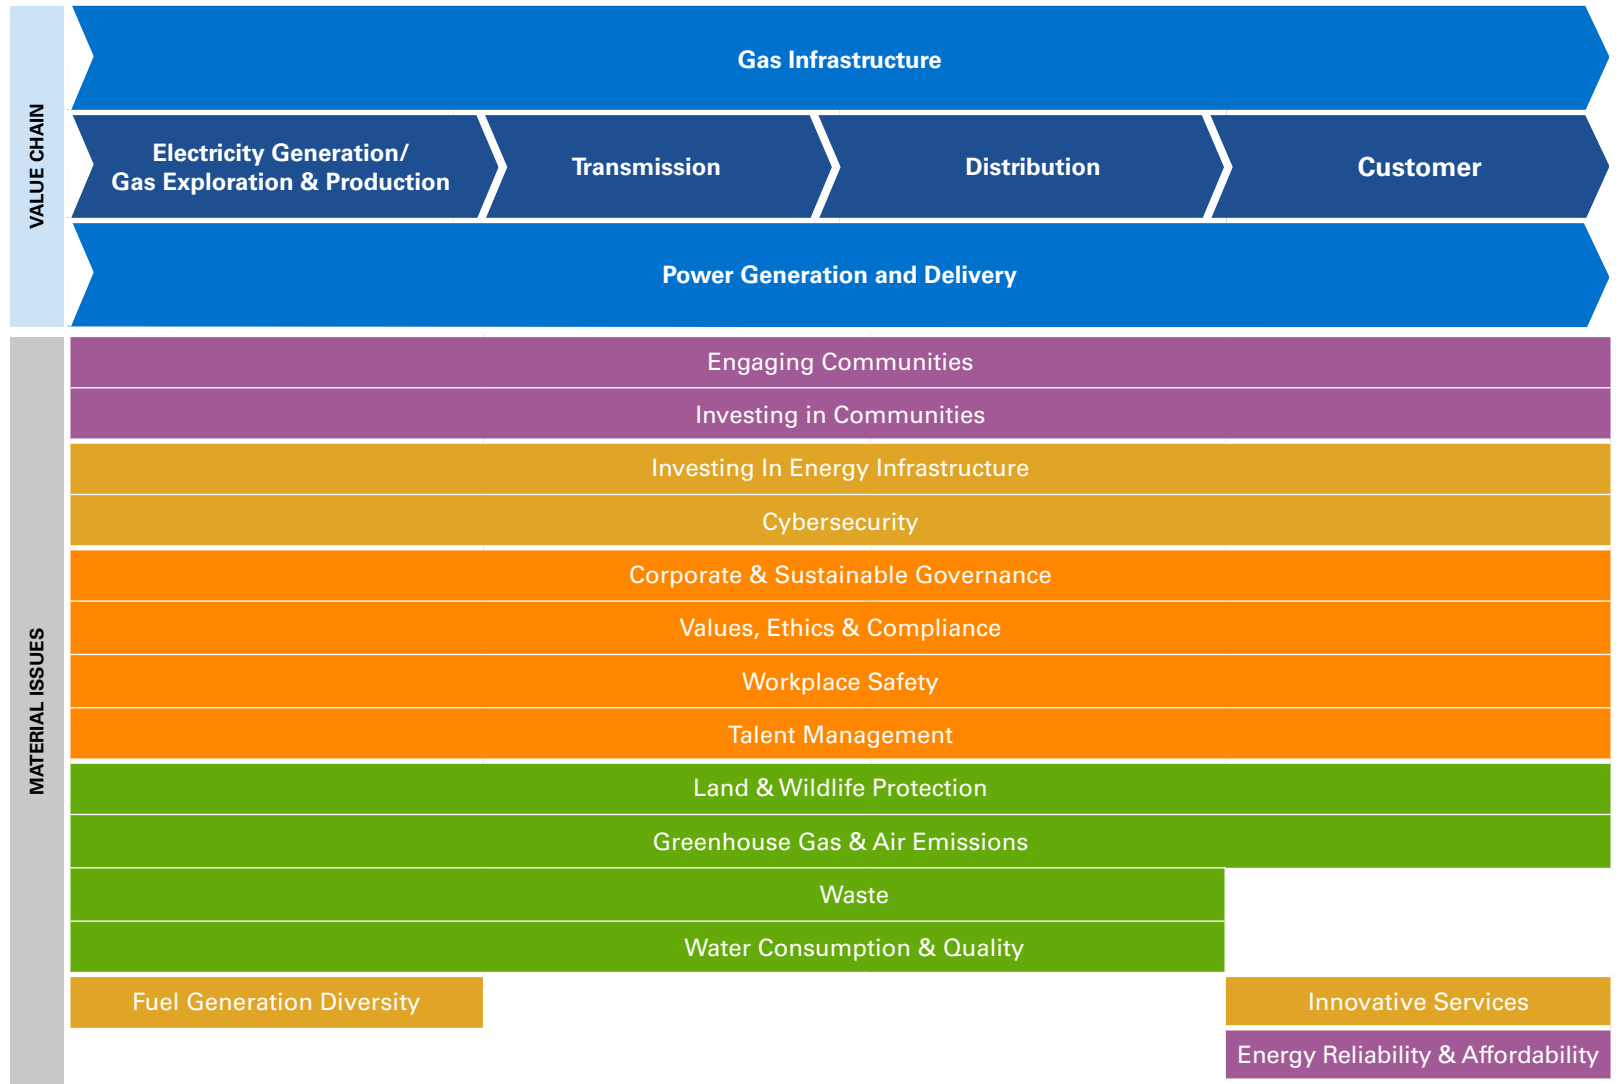 VALUE CHAIN
Gas Infrastructure
Electricity Generation/
Gas Exploration & Production
Transmission
Distribution
Customer
Power Generation and Delivery
MATERIAL ISSUES
Engaging Communities
Investing in Communities
Investing In Energy Infrastructure
Cybersecurity
Corporate & Sustainable Governance
Values, Ethics & Compliance
Workplace Safety
Talent Management
Land & Wildlife Protection
Greenhouse Gas & Air Emissions
Waste
Water Consumption & Quality
Fuel Generation Diversity
Innovative Services
Energy Reliability & Affordability